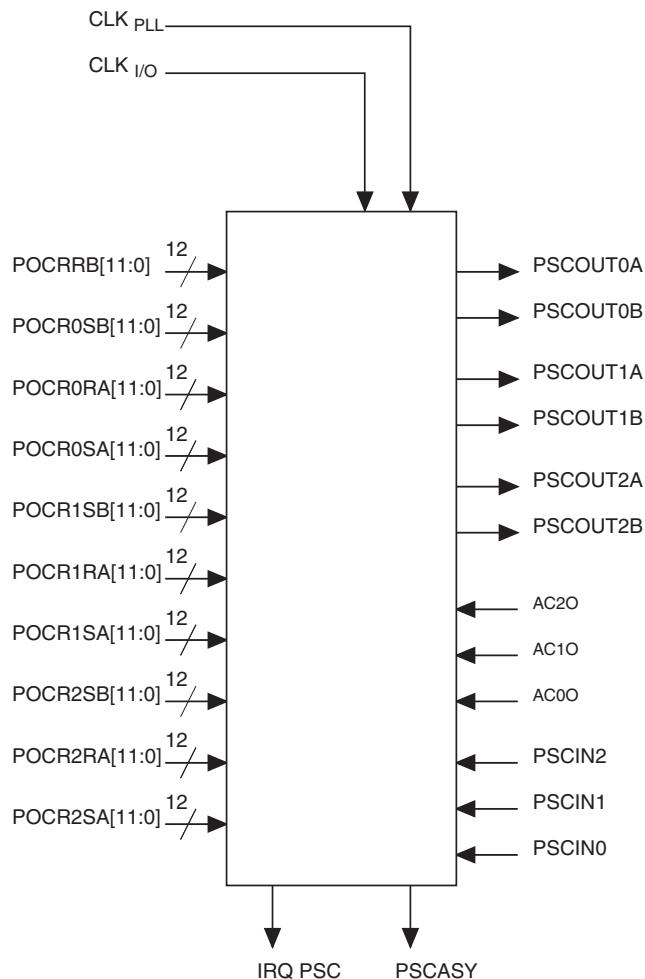 CLK PLL
CLK I/O
POCRRB[11:0] 12
POCR0SB[11:0] 12
POCR0RA[11:0] 12
POCR0SA[11:0] 12
POCR1SB[11:0] 12
POCR1RA[11:0] 12
POCR1SA[11:0] 12
POCR2SB[11:0] 12
POCR2RA[11:0] 12
POCR2SA[11:0] 12
PSCOUT0A
PSCOUT0B
PSCOUT1A
PSCOUT1B
PSCOUT2A
PSCOUT2B
AC2O
AC1O
AC0O
PSCIN2
PSCIN1
PSCIN0
IRQ PSC
PSCASY